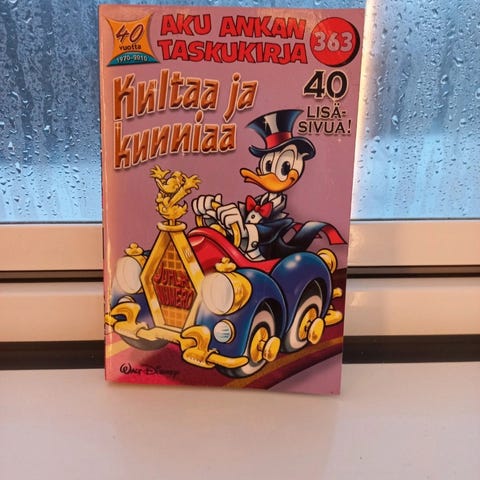 40
vuotta
1970-2010
AKU ANKAN
TASKUKIRJA
363
Kultaa ja
kunniaa
40
LISÄ-
SIVUA!
JUHLA-
NUMERO
WALT DISNEY